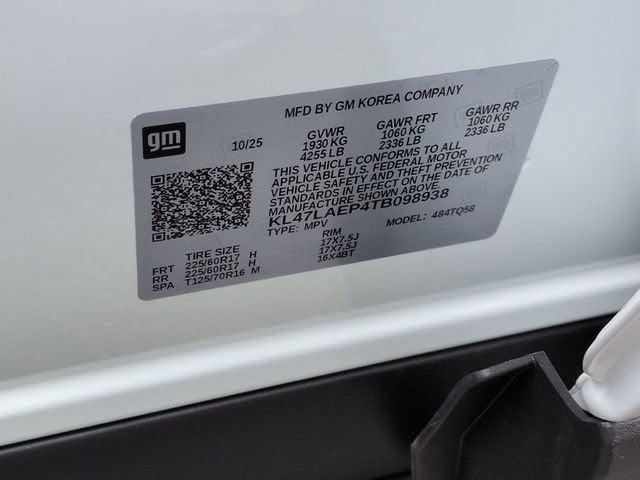 MFD BY GM KOREA COMPANY
gm
10/25
GVWR GAWR FRT GAWR RR
1930 KG 1060 KG 1060 KG
4255 LB 2336 LB 2336 LB
THIS VEHICLE CONFORMS TO ALL
APPLICABLE U.S. FEDERAL MOTOR
VEHICLE SAFETY AND THEFT PREVENTION
STANDARDS IN EFFECT ON THE DATE OF
MANUFACTURE SHOWN ABOVE.
KL47LAEP4TB098938
TYPE: MPV MODEL: 484TQ58
TIRE SIZE RIM
FRT 225/60R17 H 17X7.5J
RR 225/60R17 H 17X7.5J
SPA T125/70R16 M 16X4BT